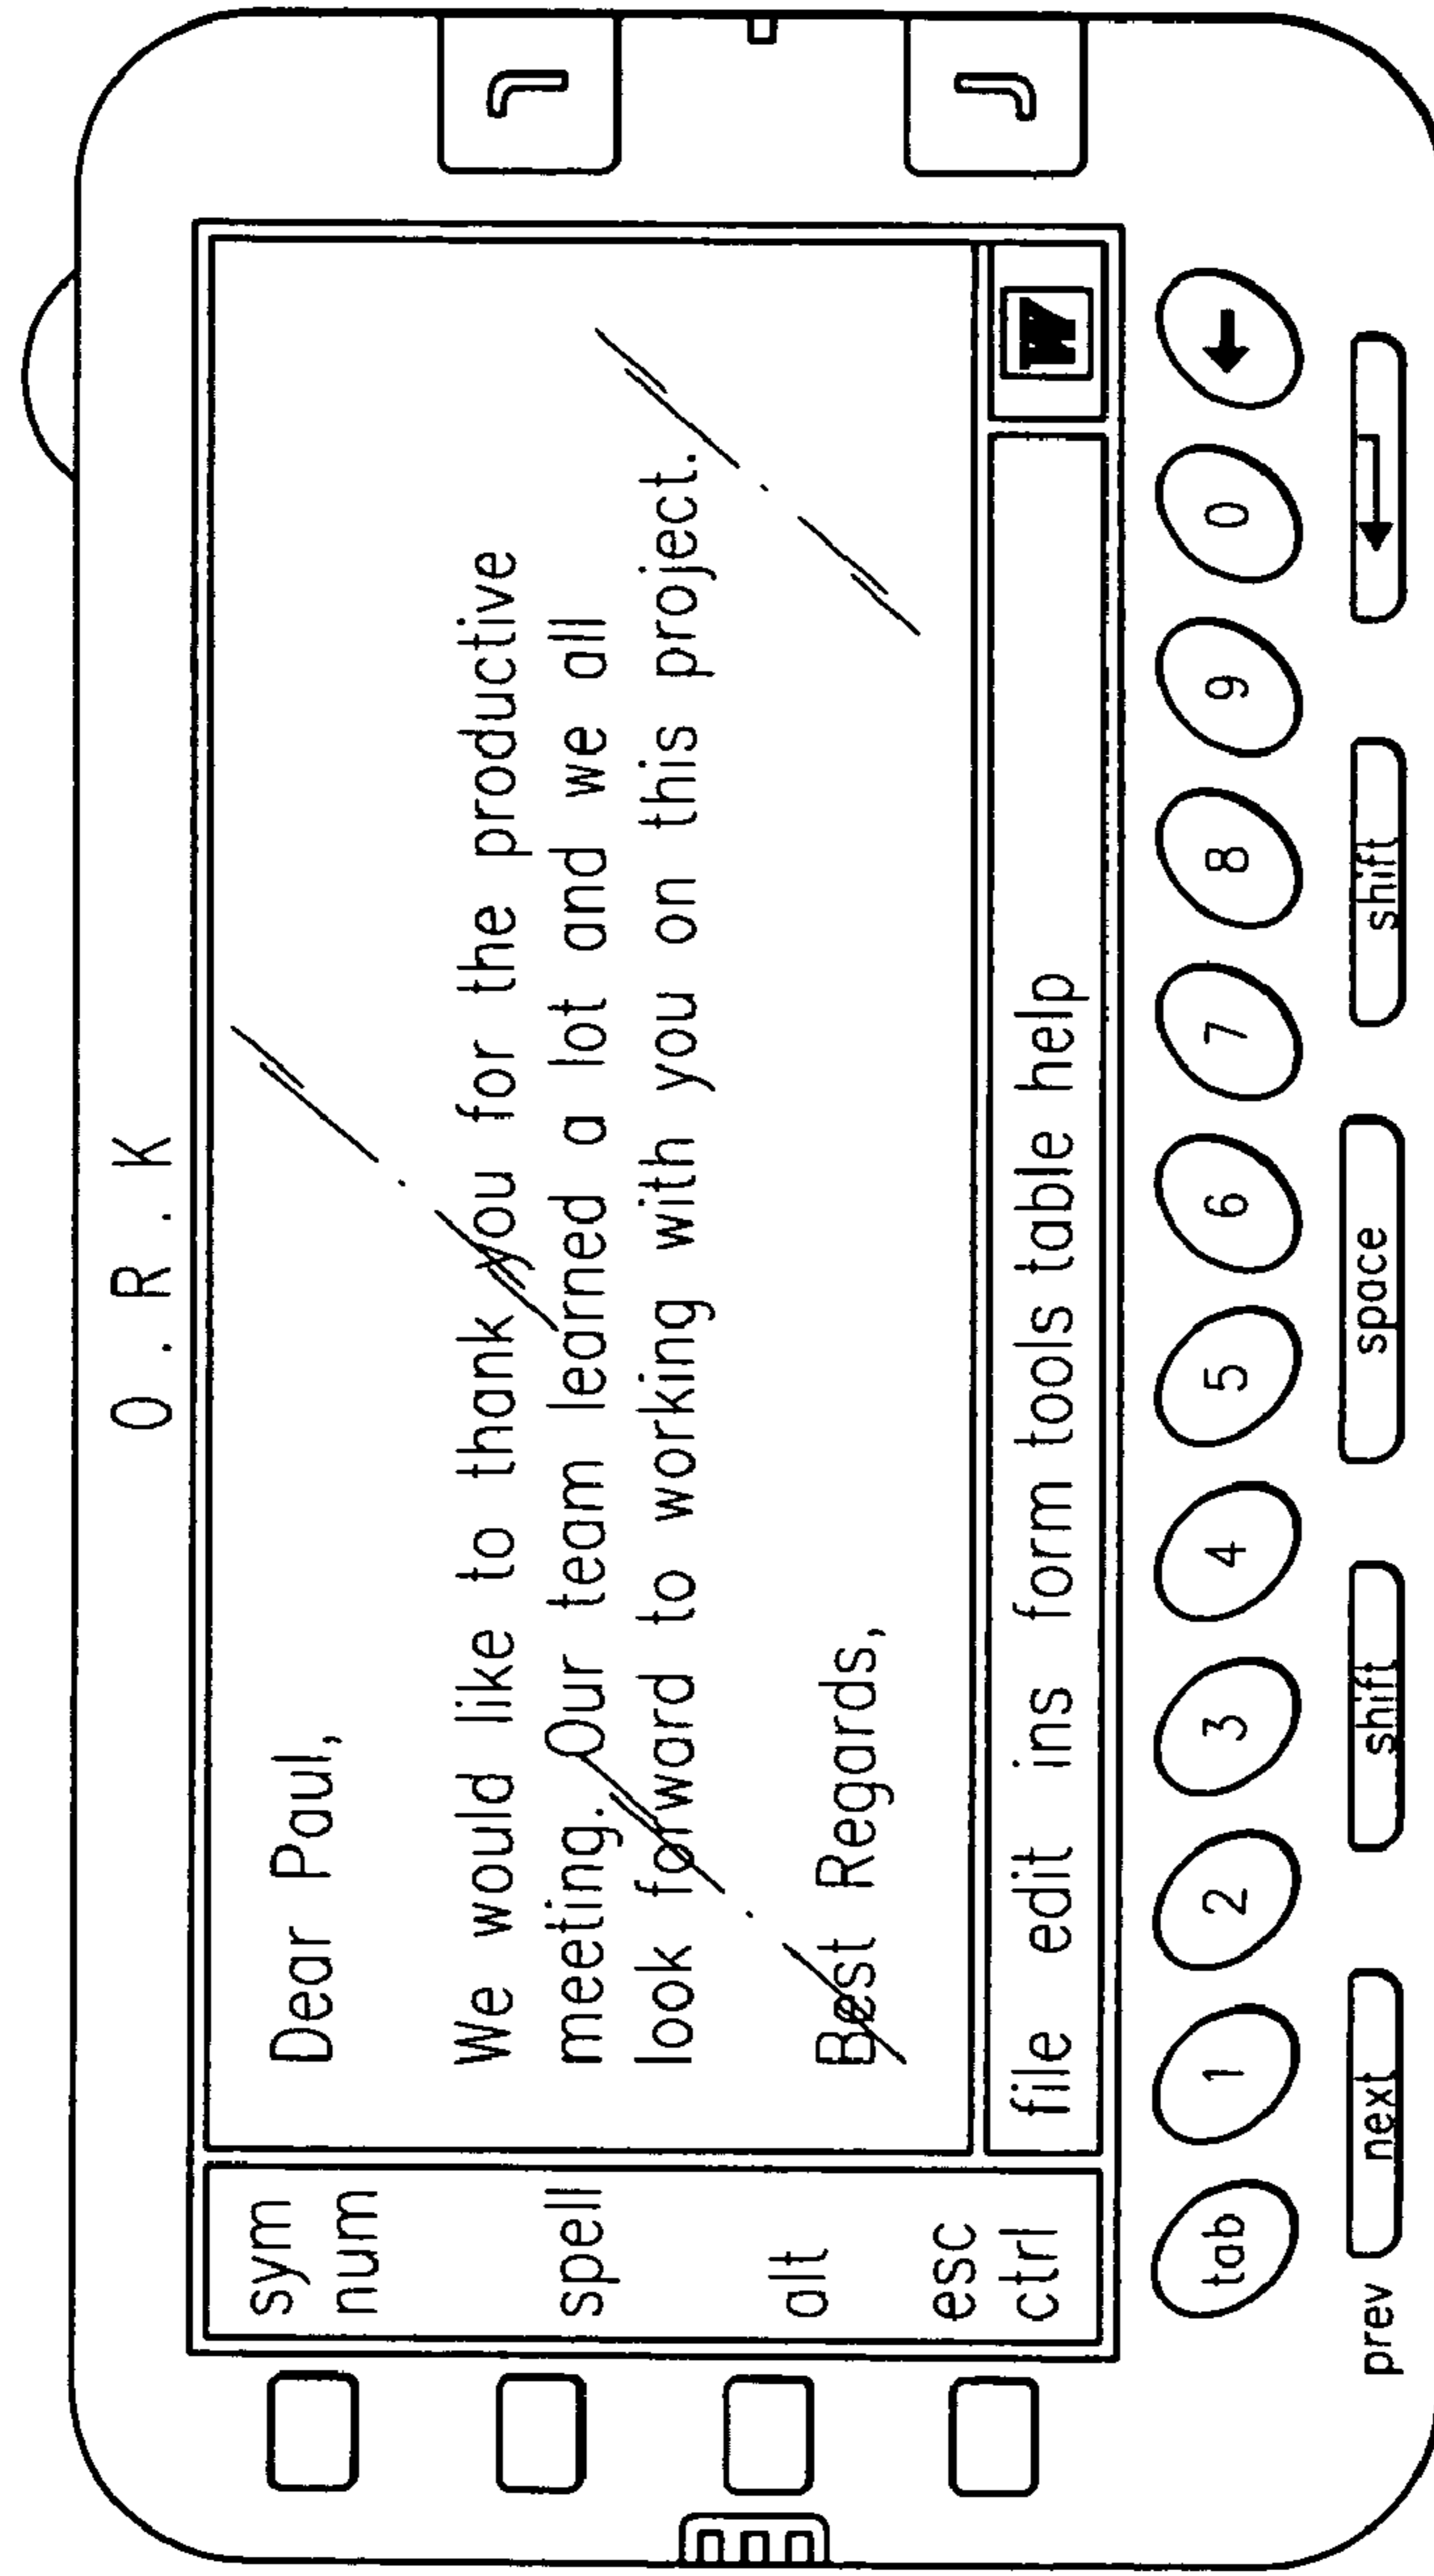 O . R . K
sym
num
spell
alt
esc
ctrl
Dear Paul,
We would like to thank you for the productive
meeting. Our team learned a lot and we all
look forward to working with you on this project.
Best Regards,
file edit ins form tools table help
W
tab 1 2 3 4 5 6 7 8 9 0
prev next shift space shift